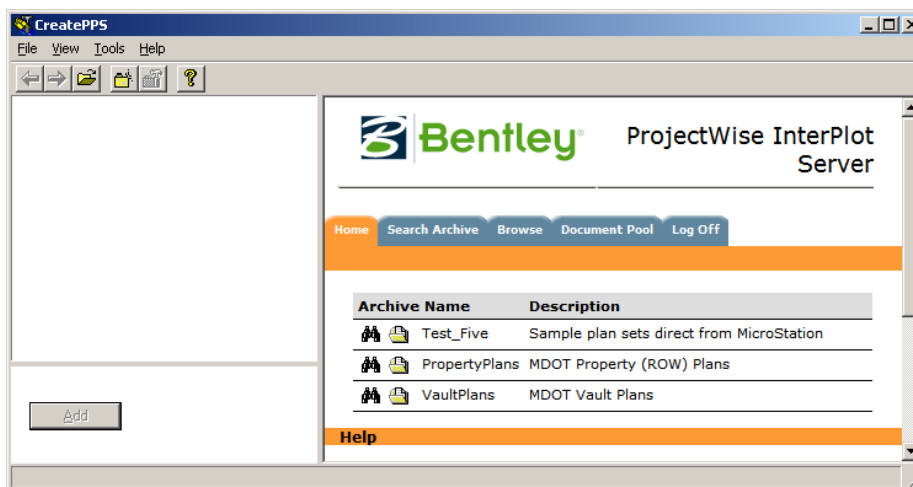 CreatePPS
File View Tools Help
Bentley
ProjectWise InterPlot
Server
Home Search Archive Browse Document Pool Log Off
Archive Name Description
Test_Five Sample plan sets direct from MicroStation
PropertyPlans MDOT Property (ROW) Plans
VaultPlans MDOT Vault Plans
Add
Help